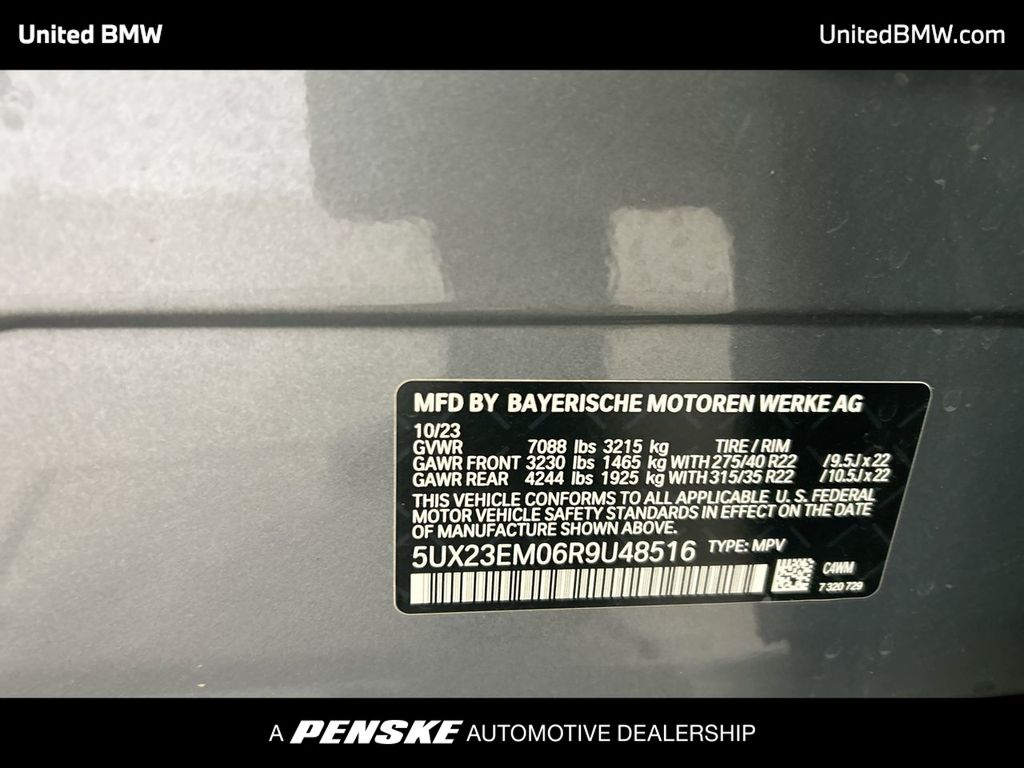 United BMW
UnitedBMW.com
MFD BY BAYERISCHE MOTOREN WERKE AG
10/23
GVWR 7088 lbs 3215 kg TIRE / RIM
GAWR FRONT 3230 lbs 1465 kg WITH 275/40 R22 /9.5J x 22
GAWR REAR 4244 lbs 1925 kg WITH 315/35 R22 /10.5J x 22
THIS VEHICLE CONFORMS TO ALL APPLICABLE U.S. FEDERAL
MOTOR VEHICLE SAFETY STANDARDS IN EFFECT ON THE DATE
OF MANUFACTURE SHOWN ABOVE.
5UX23EM06R9U48516 TYPE: MPV
C4WM
7 320 729
A PENSKE AUTOMOTIVE DEALERSHIP